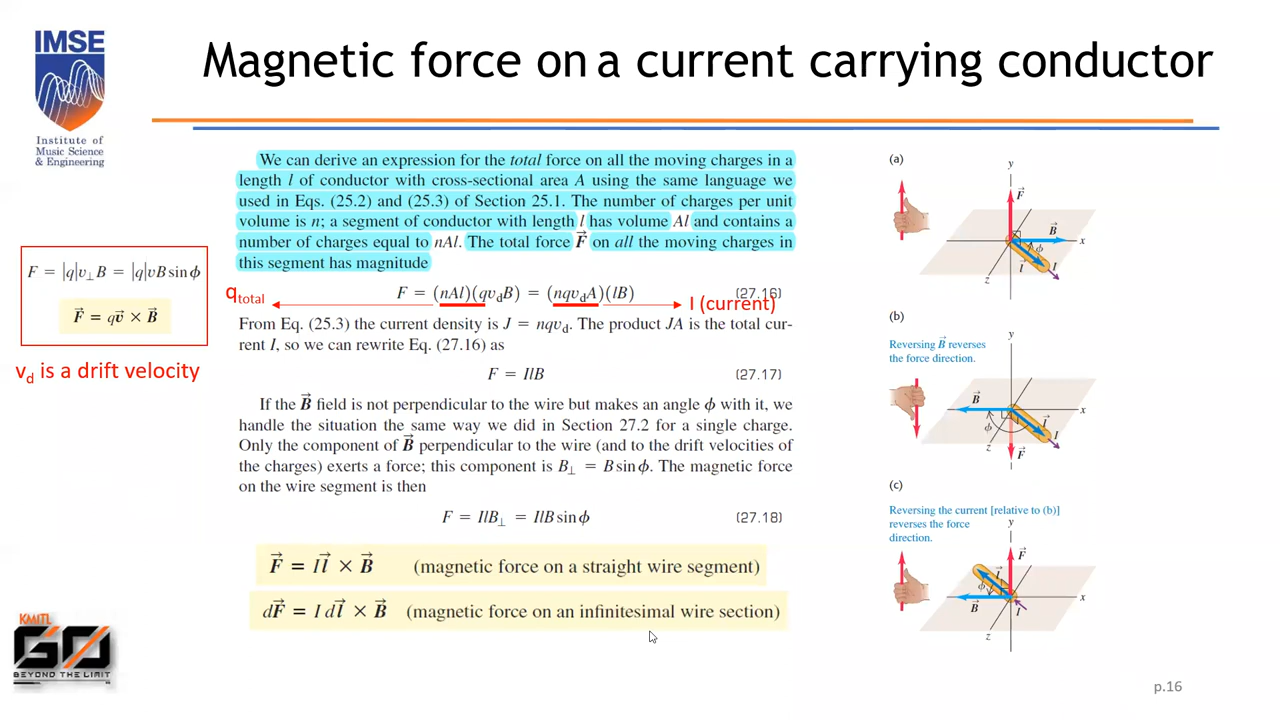 IMSE
Institute of
Music Science
& Engineering
Magnetic force on a current carrying conductor
We can derive an expression for the total force on all the moving charges in a
length l of conductor with cross-sectional area A using the same language we
used in Eqs. (25.2) and (25.3) of Section 25.1. The number of charges per unit
volume is n; a segment of conductor with length l has volume Al and contains a
number of charges equal to nAl. The total force F⃗ on all the moving charges in
this segment has magnitude
F = (nAl)(qv_dB) = (nqv_dA)(lB) (27.16)
q_total
I (current)
From Eq. (25.3) the current density is J = nqv_d. The product JA is the total cur-
rent I, so we can rewrite Eq. (27.16) as
F = IlB (27.17)
If the B⃗ field is not perpendicular to the wire but makes an angle ϕ with it, we
handle the situation the same way we did in Section 27.2 for a single charge.
Only the component of B⃗ perpendicular to the wire (and to the drift velocities of
the charges) exerts a force; this component is B⊥ = B sin ϕ. The magnetic force
on the wire segment is then
F = IlB⊥ = IlB sin ϕ (27.18)
F⃗ = I l⃗ × B⃗ (magnetic force on a straight wire segment)
dF⃗ = I dl⃗ × B⃗ (magnetic force on an infinitesimal wire section)
F = |q|v⊥B = |q|vB sin ϕ
F⃗ = qv⃗ × B⃗
v_d is a drift velocity
(a)
y
F⃗
B⃗
x
ϕ
l⃗
I
z
(b)
y
Reversing B⃗ reverses
the force direction.
B⃗
x
ϕ
l⃗
I
z
F⃗
(c)
Reversing the current [relative to (b)]
reverses the force
direction.
y
F⃗
l⃗
ϕ
B⃗
x
I
z
KMITL
GO
BEYOND THE LIMIT
p.16